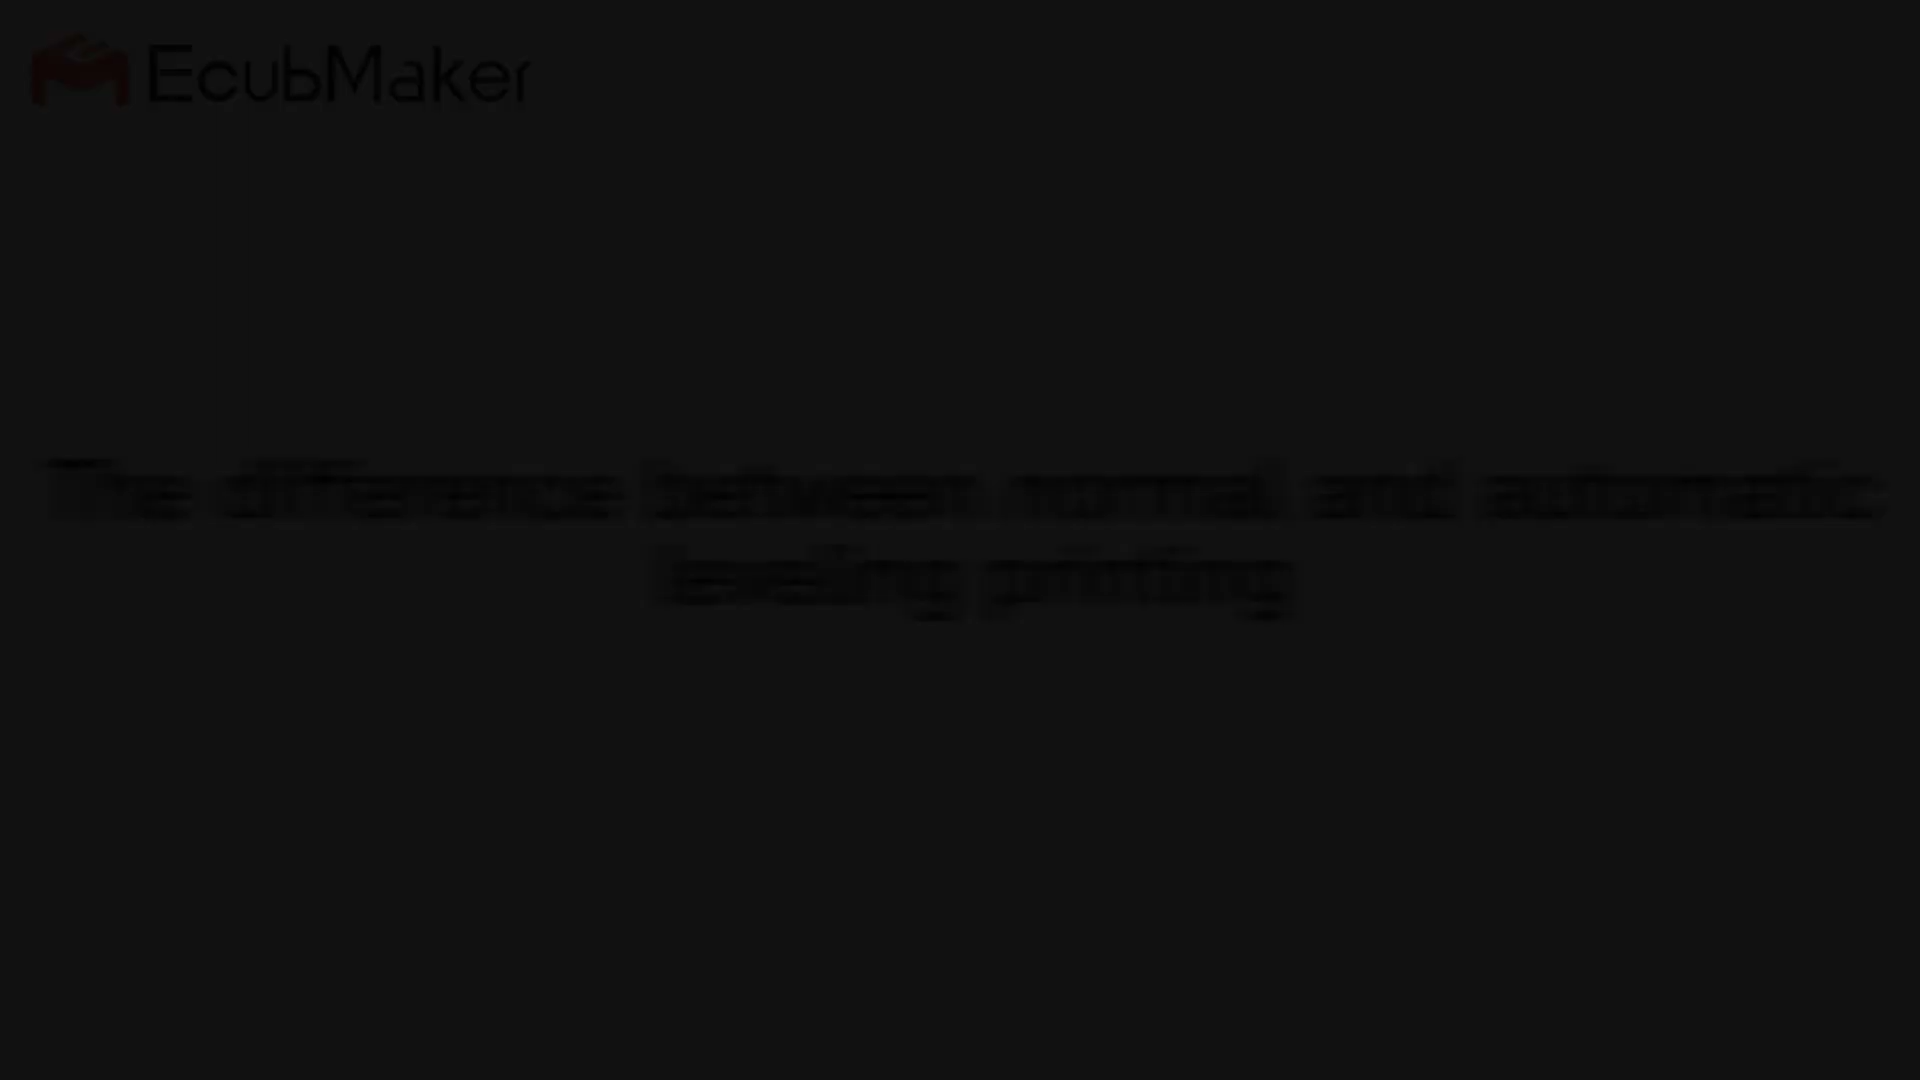 EcubMaker
The difference between normal and automatic
leveling printing